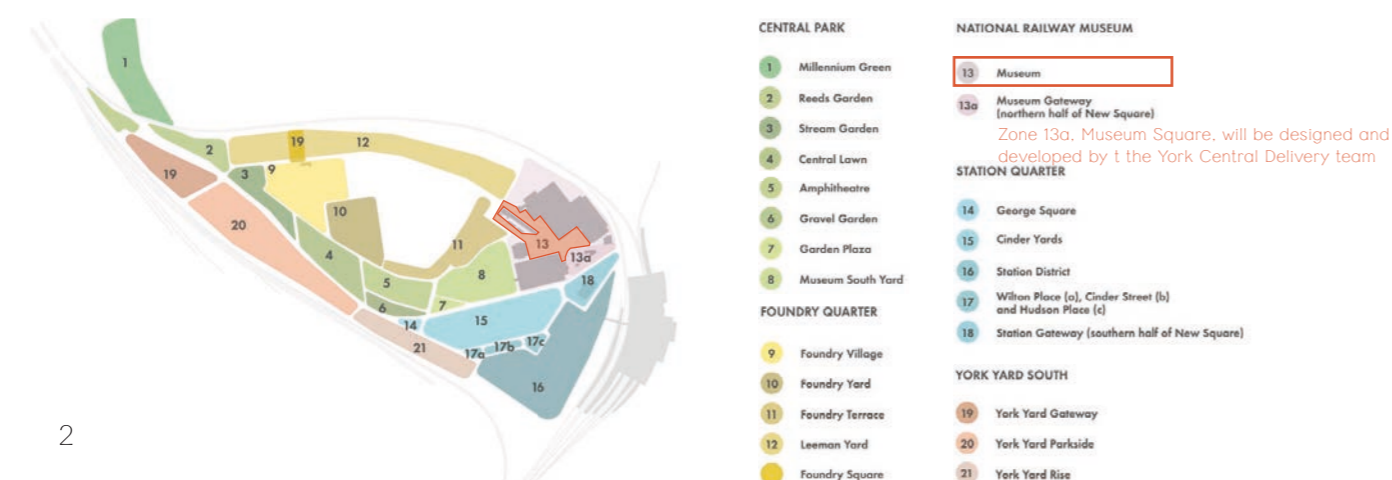 1
2
19
12
19
3
9
10
20
11
13
4
13a
8
5
18
6
7
14
15
21
17a
17b
17c
16
2
CENTRAL PARK
1 Millennium Green
2 Reeds Garden
3 Stream Garden
4 Central Lawn
5 Amphitheatre
6 Gravel Garden
7 Garden Plaza
8 Museum South Yard
FOUNDRY QUARTER
9 Foundry Village
10 Foundry Yard
11 Foundry Terrace
12 Leeman Yard
Foundry Square
NATIONAL RAILWAY MUSEUM
13 Museum
13a Museum Gateway
(northern half of New Square)
Zone 13a, Museum Square, will be designed and
developed by t the York Central Delivery team
STATION QUARTER
14 George Square
15 Cinder Yards
16 Station District
17 Wilton Place (a), Cinder Street (b)
and Hudson Place (c)
18 Station Gateway (southern half of New Square)
YORK YARD SOUTH
19 York Yard Gateway
20 York Yard Parkside
21 York Yard Rise